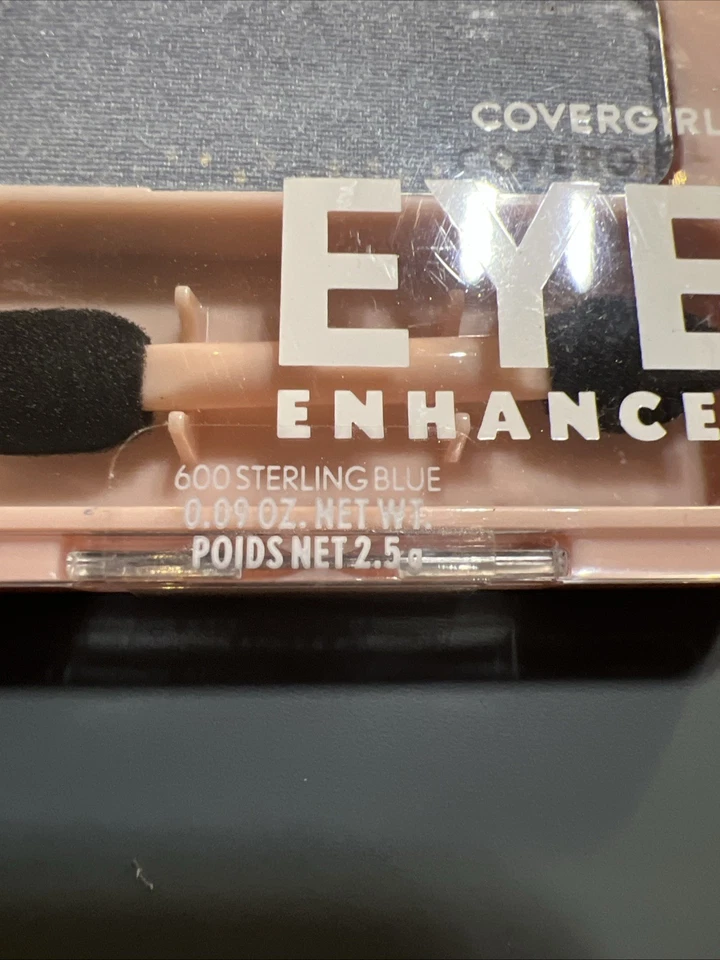 COVERGIRL
EYE
ENHANCE
600 STERLING BLUE
0.09 OZ. NET WT.
POIDS NET 2.5 g